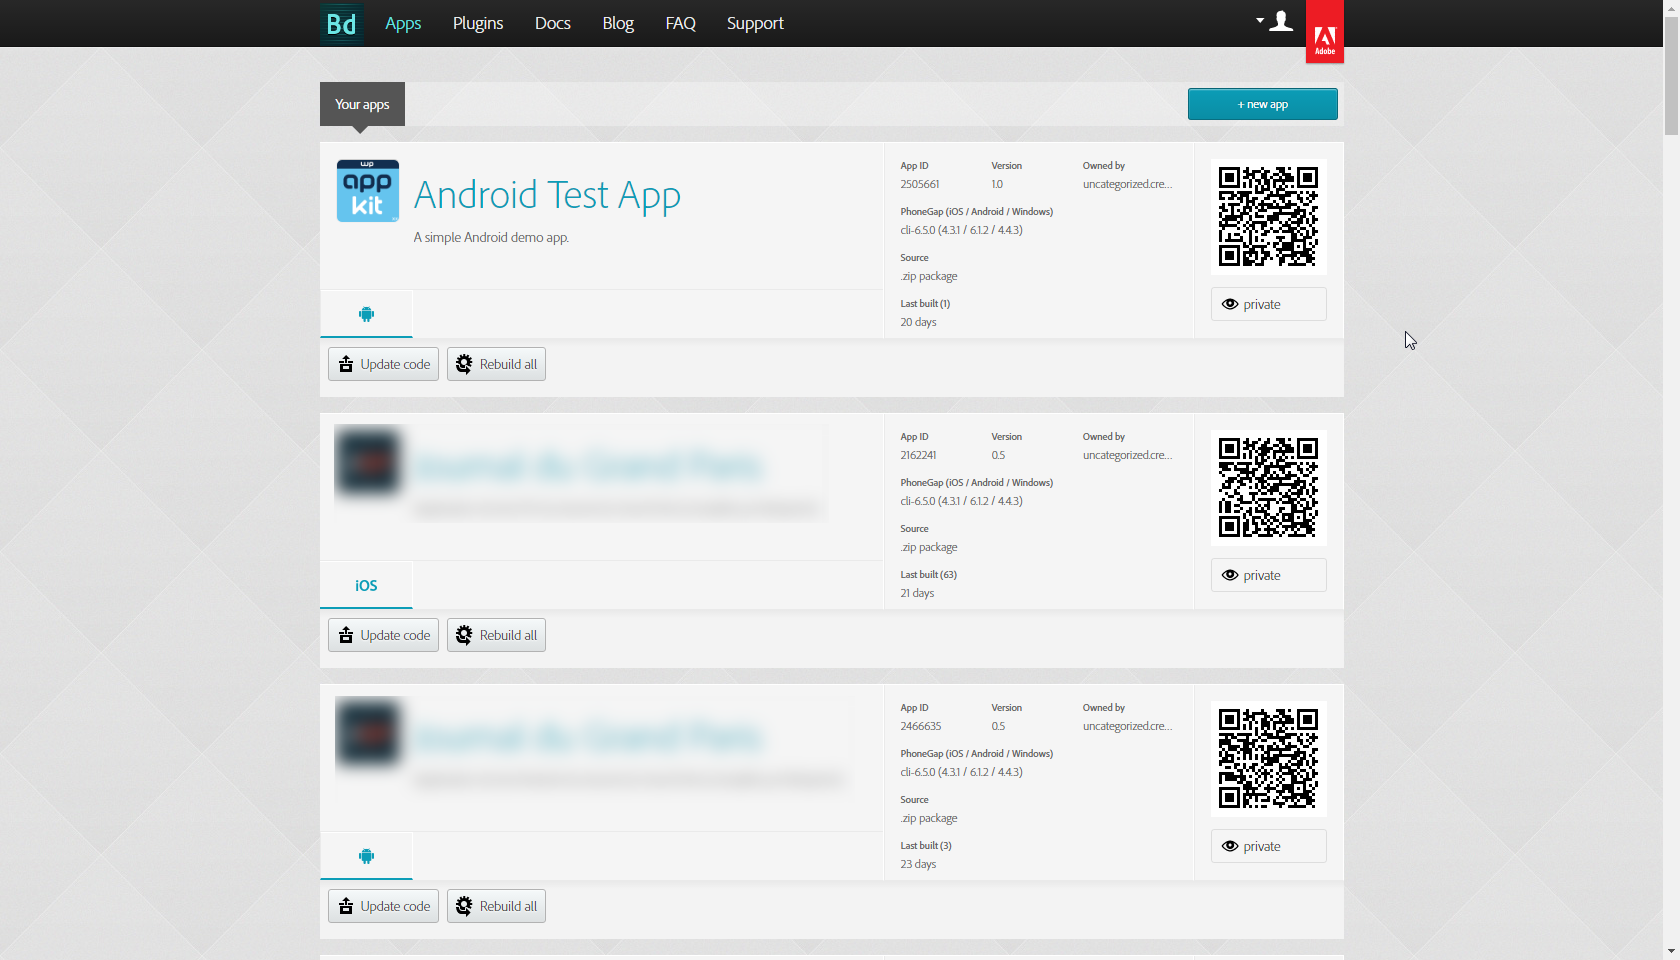 Bd Apps Plugins Docs Blog FAQ Support
Adobe
Your apps
+ new app
wp
app
kit
Android Test App
A simple Android demo app.
App ID Version Owned by
2505661 1.0 uncategorized.cre...
PhoneGap (iOS / Android / Windows)
cli-6.5.0 (4.3.1 / 6.1.2 / 4.4.3)
Source
.zip package
Last built (1)
20 days
private
Update code Rebuild all
App ID Version Owned by
2162241 0.5 uncategorized.cre...
PhoneGap (iOS / Android / Windows)
cli-6.5.0 (4.3.1 / 6.1.2 / 4.4.3)
Source
.zip package
Last built (63)
21 days
private
iOS
Update code Rebuild all
App ID Version Owned by
2466635 0.5 uncategorized.cre...
PhoneGap (iOS / Android / Windows)
cli-6.5.0 (4.3.1 / 6.1.2 / 4.4.3)
Source
.zip package
Last built (3)
23 days
private
Update code Rebuild all